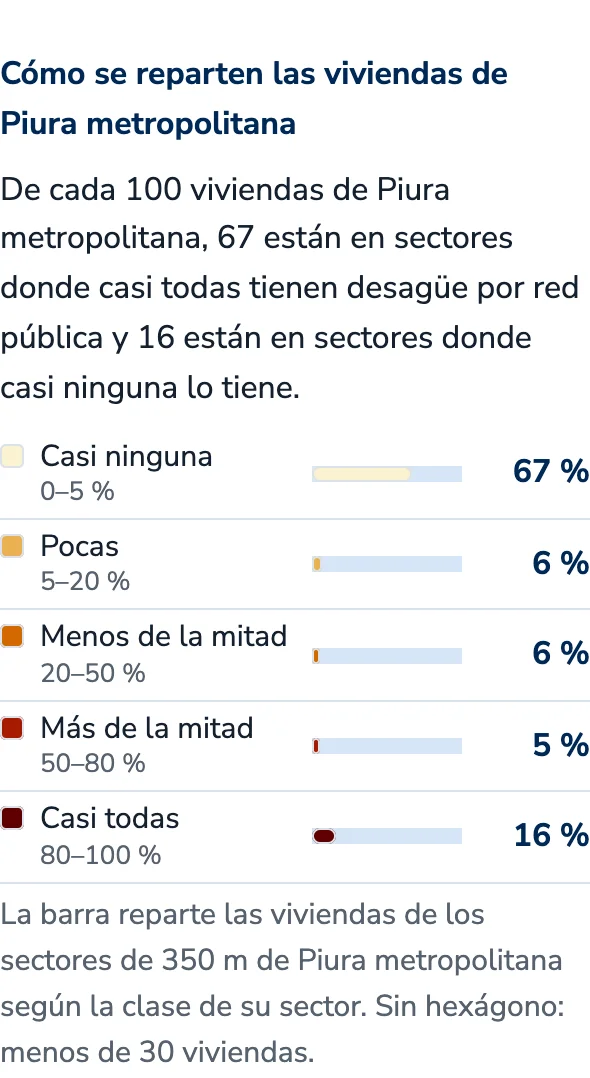 Cómo se reparten las viviendas de
Piura metropolitana
De cada 100 viviendas de Piura
metropolitana, 67 están en sectores
donde casi todas tienen desagüe por red
pública y 16 están en sectores donde
casi ninguna lo tiene.
Casi ninguna
0–5 %
67 %
Pocas
5–20 %
6 %
Menos de la mitad
20–50 %
6 %
Más de la mitad
50–80 %
5 %
Casi todas
80–100 %
16 %
La barra reparte las viviendas de los
sectores de 350 m de Piura metropolitana
según la clase de su sector. Sin hexágono:
menos de 30 viviendas.